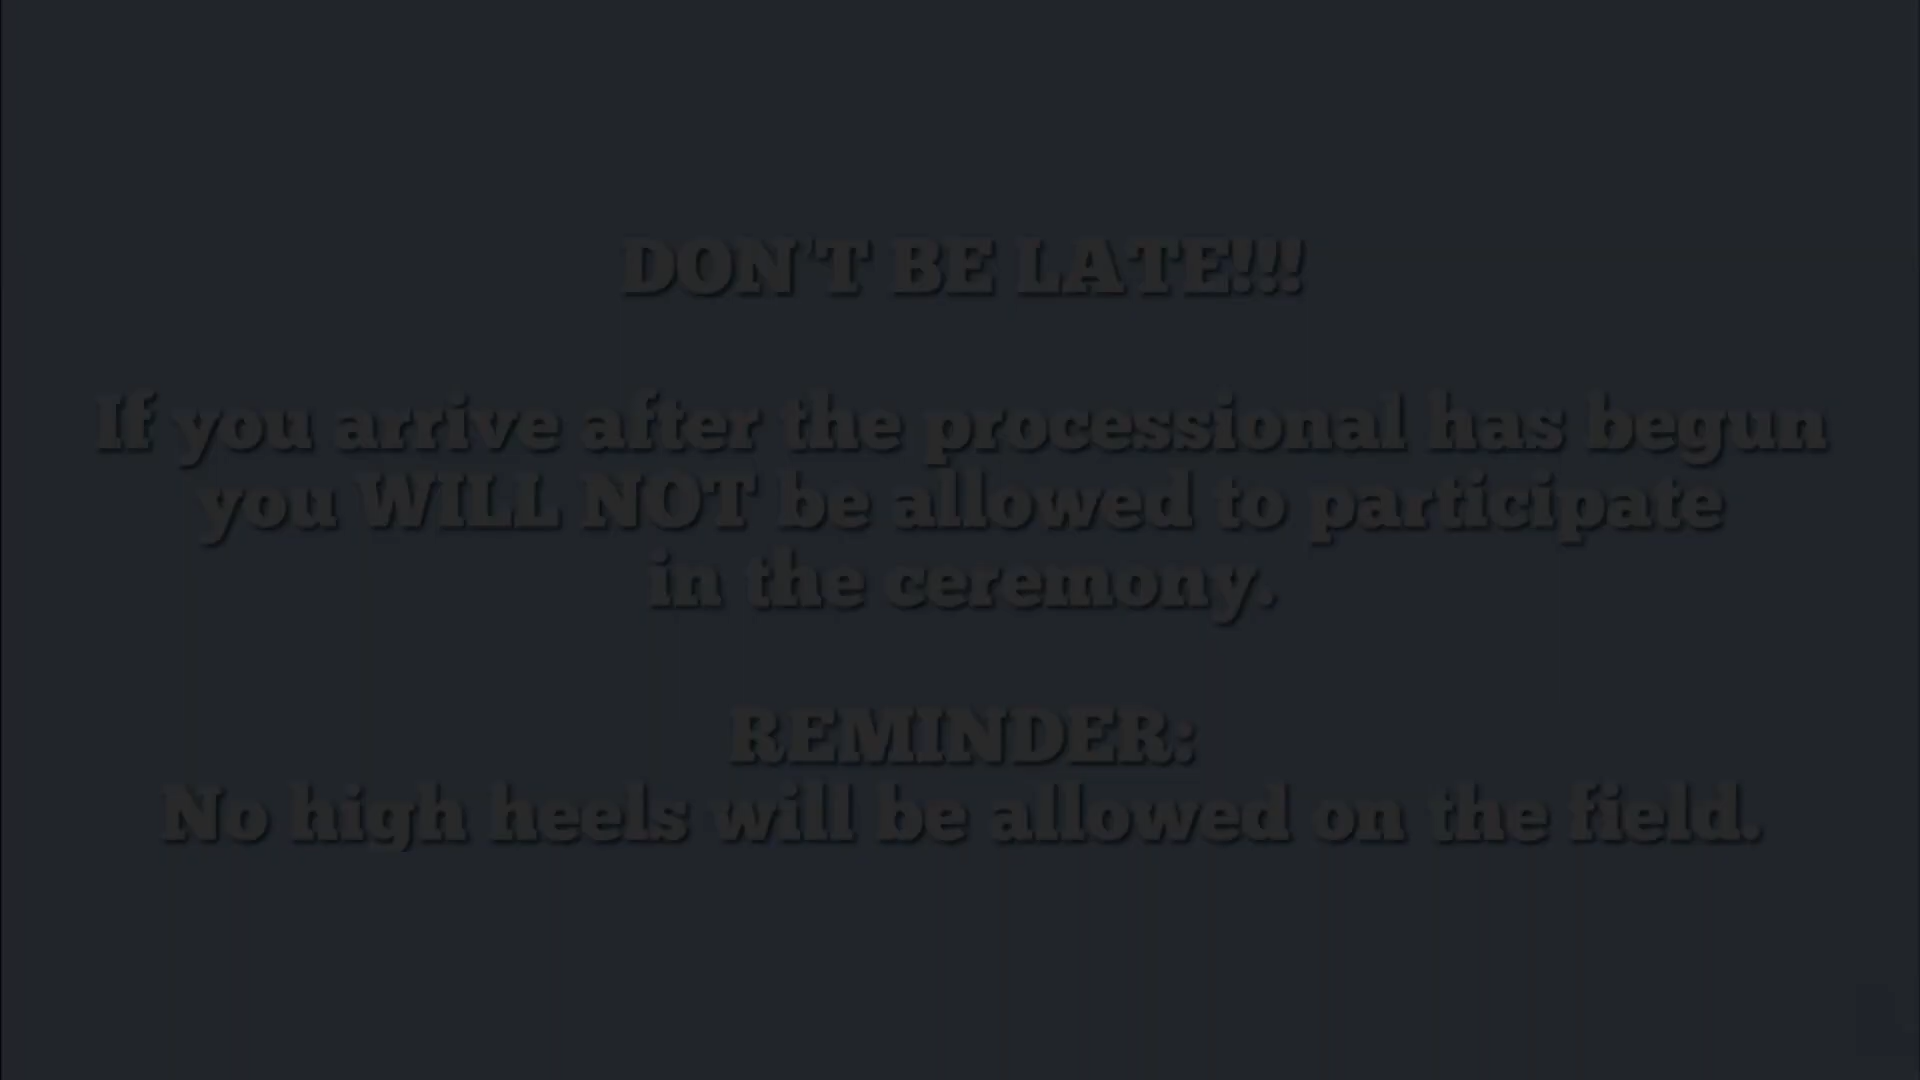 DON'T BE LATE!!!
If you arrive after the processional has begun
you WILL NOT be allowed to participate
in the ceremony.
REMINDER:
No high heels will be allowed on the field.